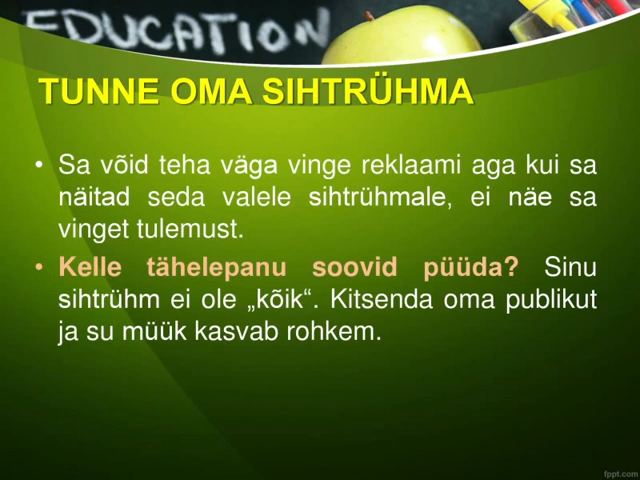 EDUCATION
TUNNE OMA SIHTRÜHMA
• Sa võid teha väga vinge reklaami aga kui sa
näitad seda valele sihtrühmale, ei näe sa
vinget tulemust.
• Kelle tähelepanu soovid püüda? Sinu
sihtrühm ei ole „kõik“. Kitsenda oma publikut
ja su müük kasvab rohkem.
fppt.com